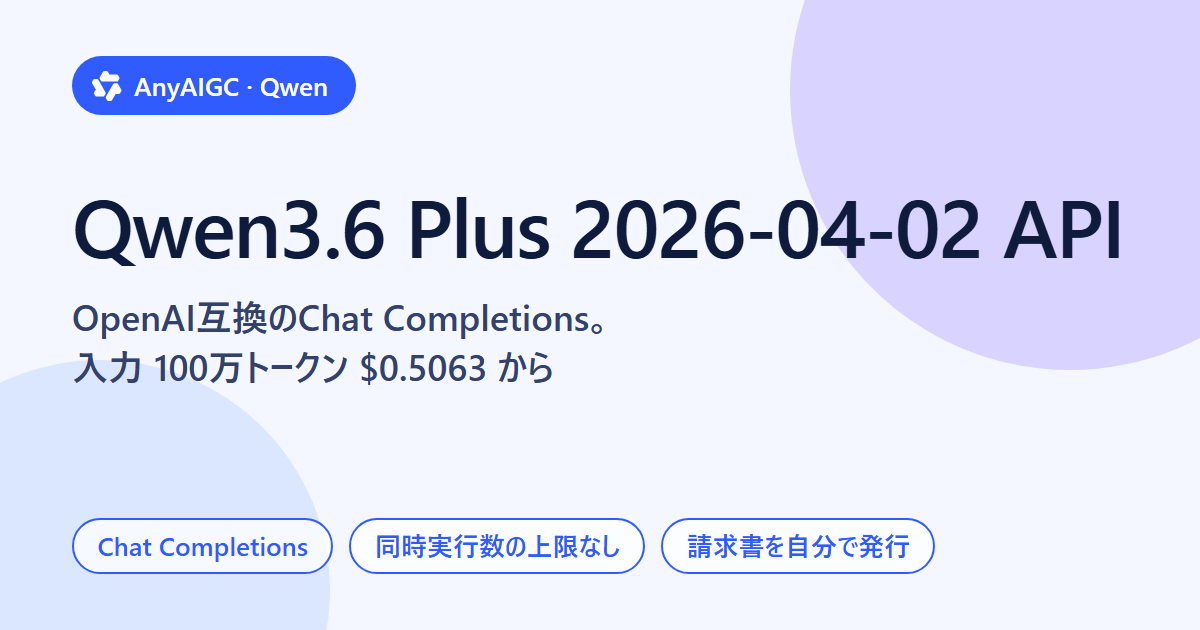 AnyAIGC · Qwen
Qwen3.6 Plus 2026-04-02 API
OpenAI互換のChat Completions。
入力 100万トークン $0.5063 から
Chat Completions
同時実行数の上限なし
請求書を自分で発行